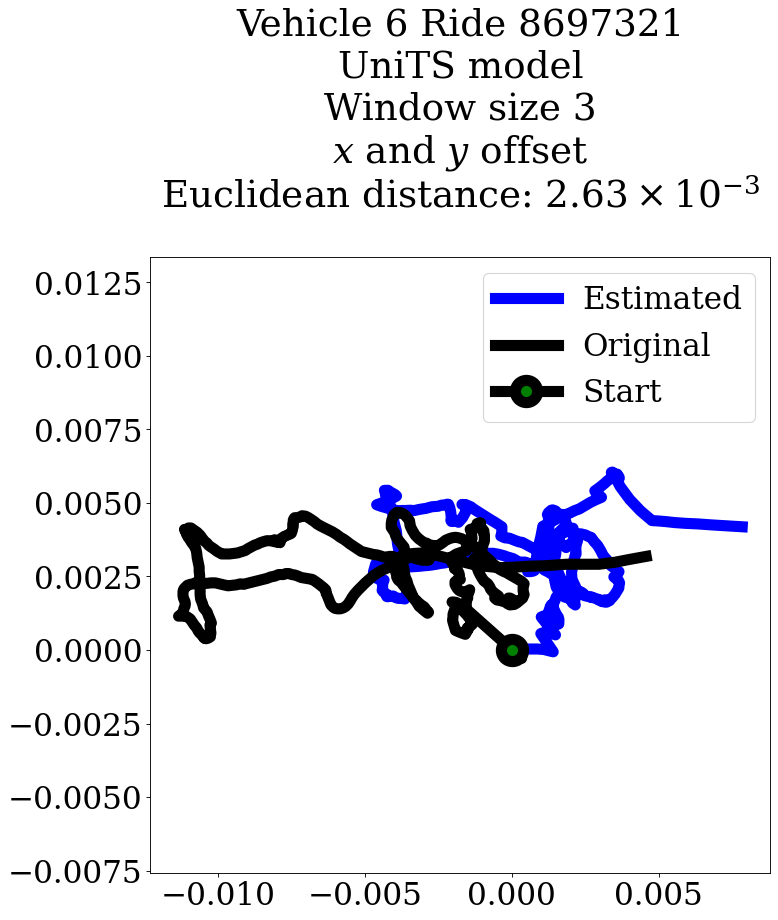 Vehicle 6 Ride 8697321
UniTS model
Window size 3
x and y offset
Euclidean distance: 2.63 × 10⁻³
Estimated
Original
Start
0.0125
0.0100
0.0075
0.0050
0.0025
0.0000
−0.0025
−0.0050
−0.0075
−0.010 −0.005 0.000 0.005